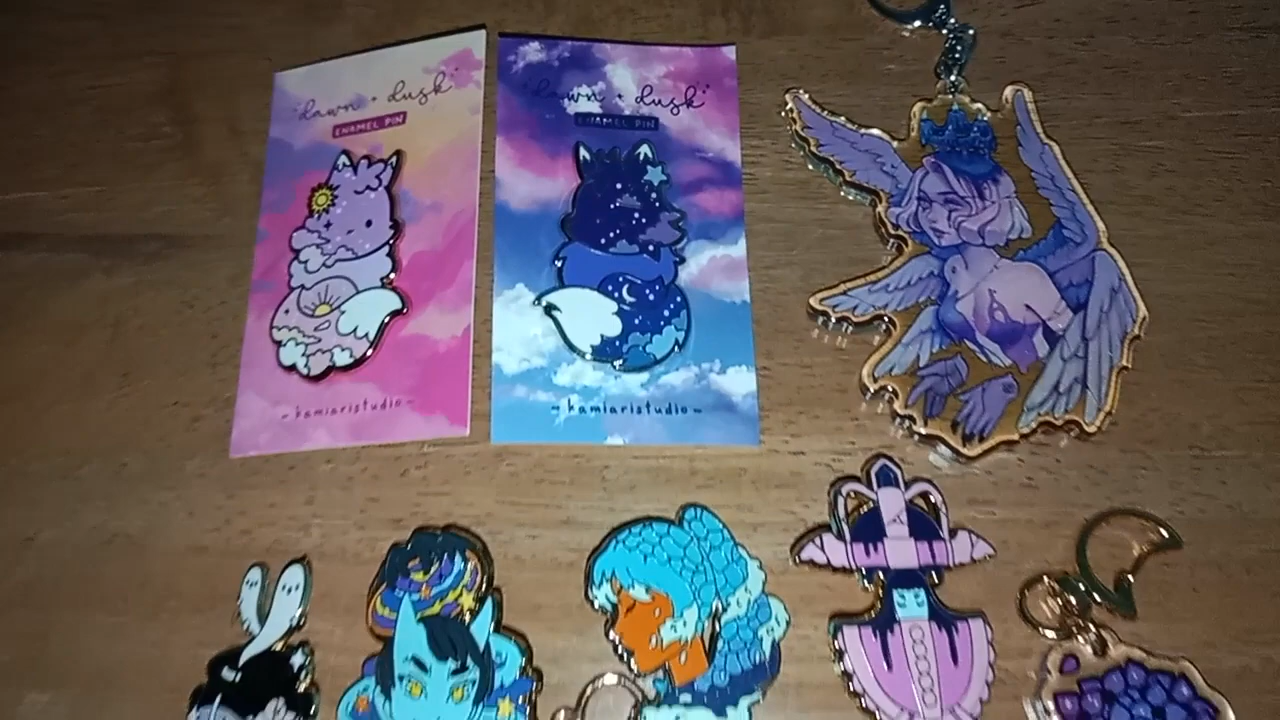 "dawn + dusk"
ENAMEL PIN
-kamiaristudio-
"dawn + dusk"
ENAMEL PIN
-kamiaristudio-